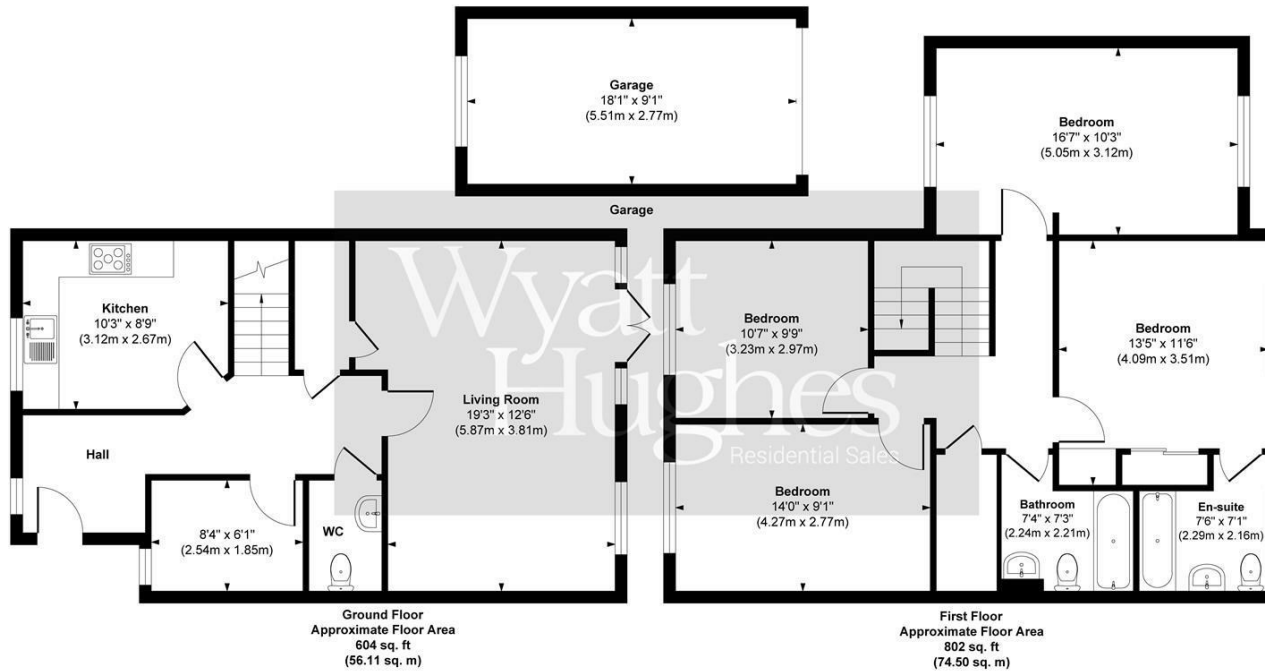 Garage
18'1" x 9'1"
(5.51m x 2.77m)
Bedroom
16'7" x 10'3"
(5.05m x 3.12m)
Garage
Wyatt
Hughes
Residential Sales
Kitchen
10'3" x 8'9"
(3.12m x 2.67m)
Living Room
19'3" x 12'6"
(5.87m x 3.81m)
Hall
8'4" x 6'1"
(2.54m x 1.85m)
WC
Ground Floor
Approximate Floor Area
604 sq. ft
(56.11 sq. m)
Bedroom
10'7" x 9'9"
(3.23m x 2.97m)
Bedroom
13'5" x 11'6"
(4.09m x 3.51m)
Bedroom
14'0" x 9'1"
(4.27m x 2.77m)
Bathroom
7'4" x 7'3"
(2.24m x 2.21m)
En-suite
7'6" x 7'1"
(2.29m x 2.16m)
First Floor
Approximate Floor Area
802 sq. ft
(74.50 sq. m)